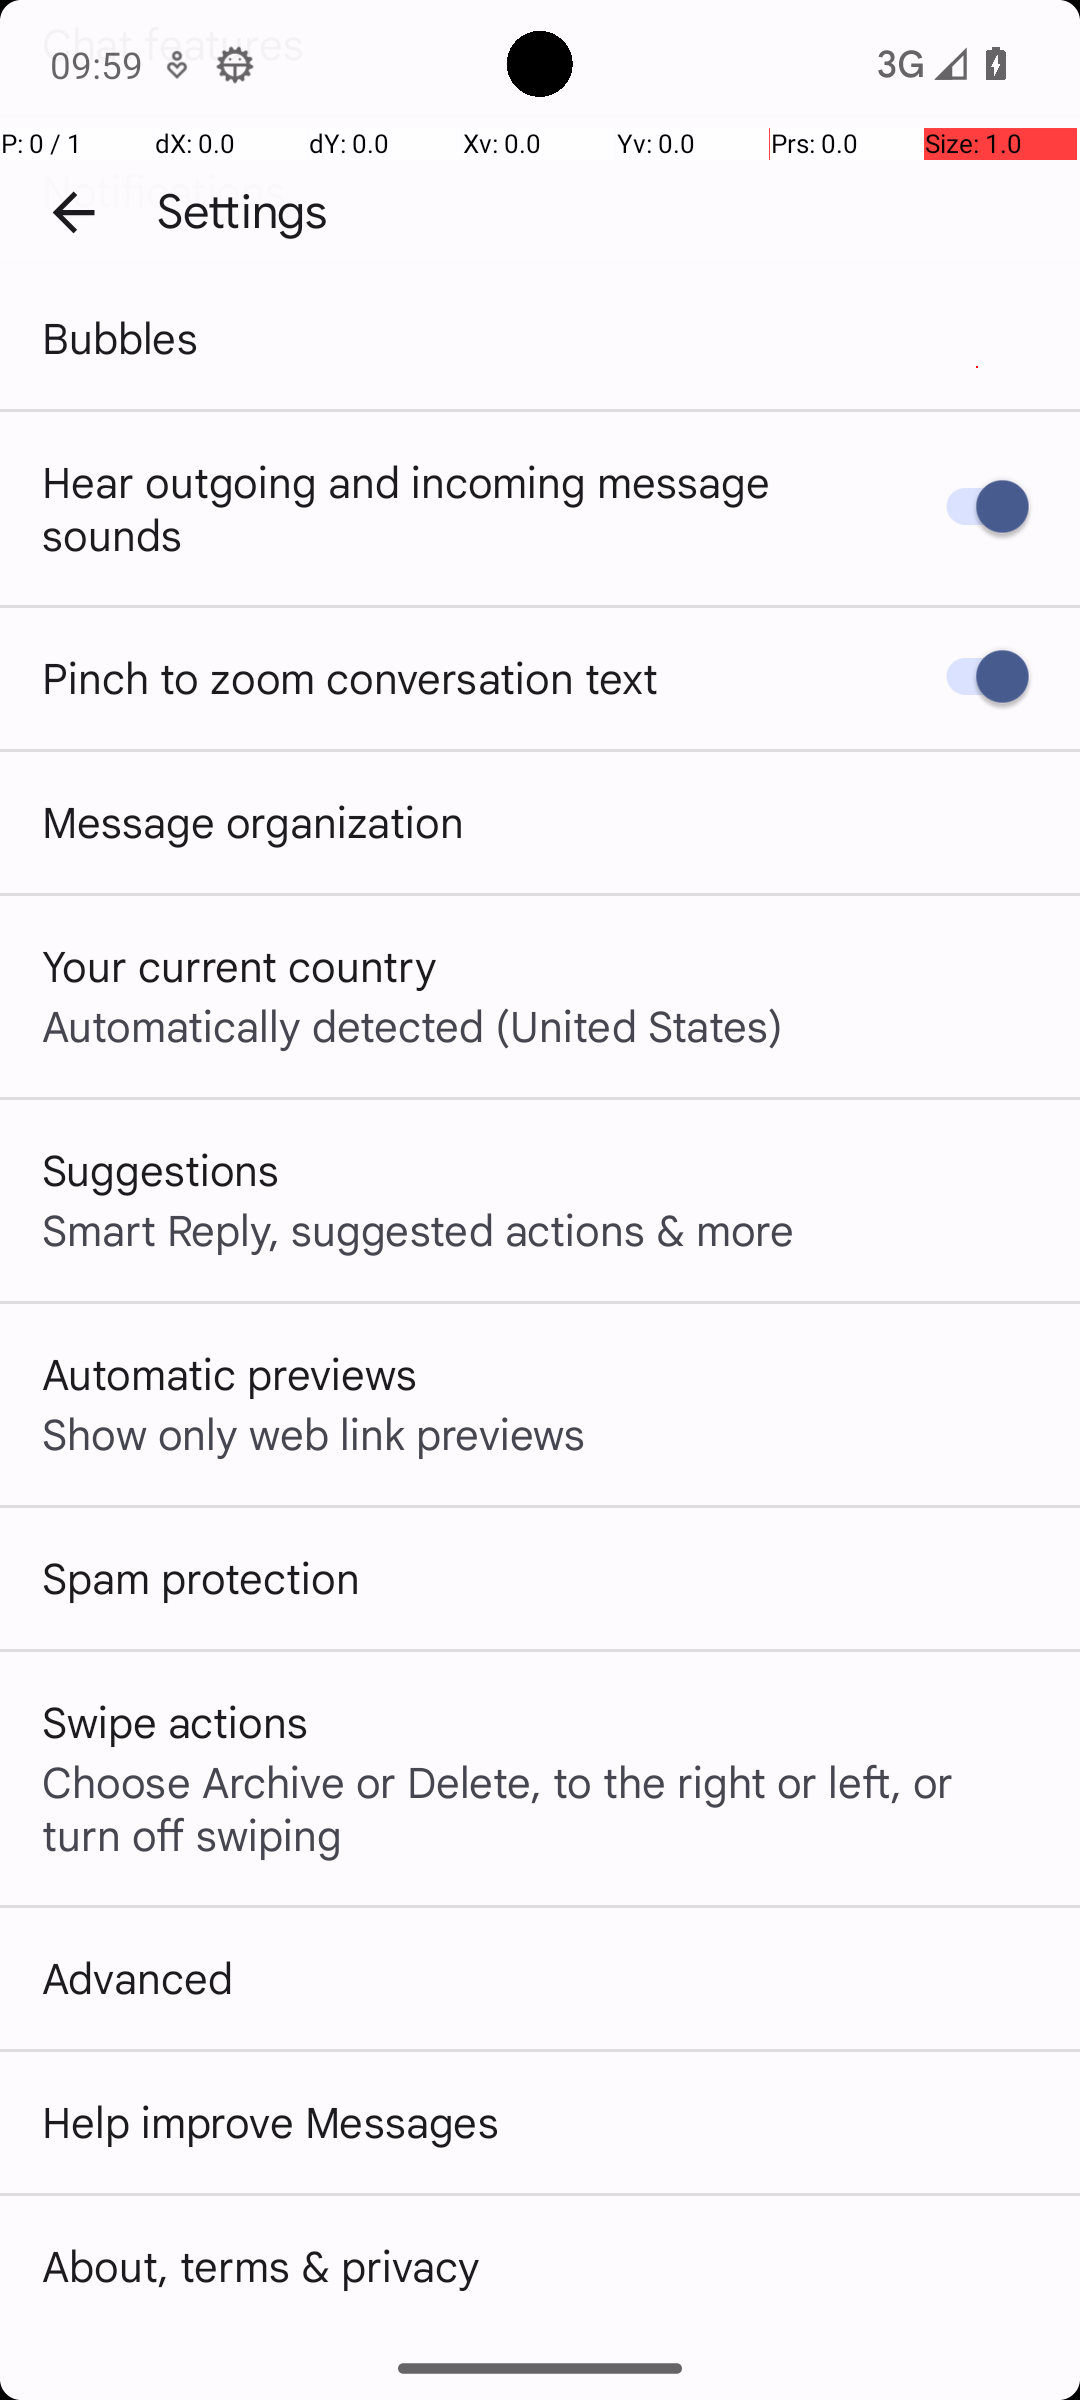 Chat features
09:59
3G
P: 0 / 1
dX: 0.0
dY: 0.0
Xv: 0.0
Yv: 0.0
Prs: 0.0
Size: 1.0
Notifications
Settings
Bubbles
Hear outgoing and incoming message
sounds
Pinch to zoom conversation text
Message organization
Your current country
Automatically detected (United States)
Suggestions
Smart Reply, suggested actions & more
Automatic previews
Show only web link previews
Spam protection
Swipe actions
Choose Archive or Delete, to the right or left, or
turn off swiping
Advanced
Help improve Messages
About, terms & privacy